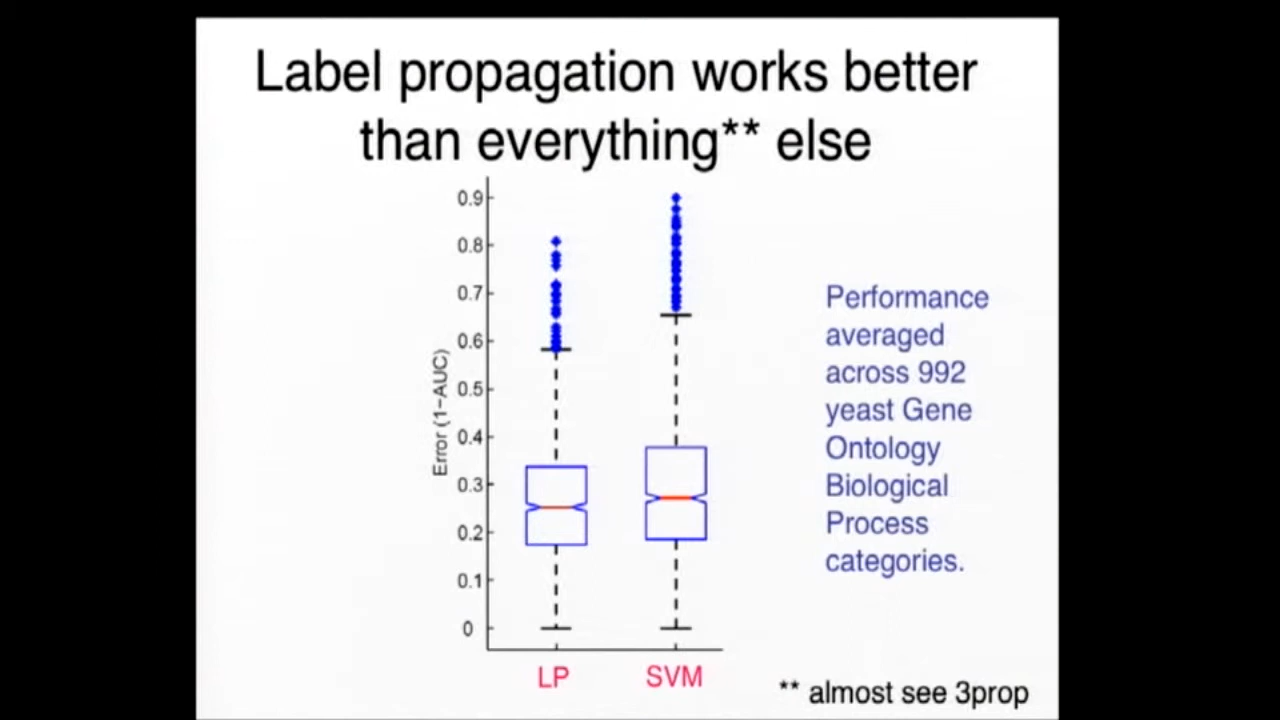 Label propagation works better
than everything** else
0.9
0.8
0.7
0.6
0.5
0.4
0.3
0.2
0.1
0
Error (1-AUC)
LP
SVM
Performance
averaged
across 992
yeast Gene
Ontology
Biological
Process
categories.
** almost see 3prop